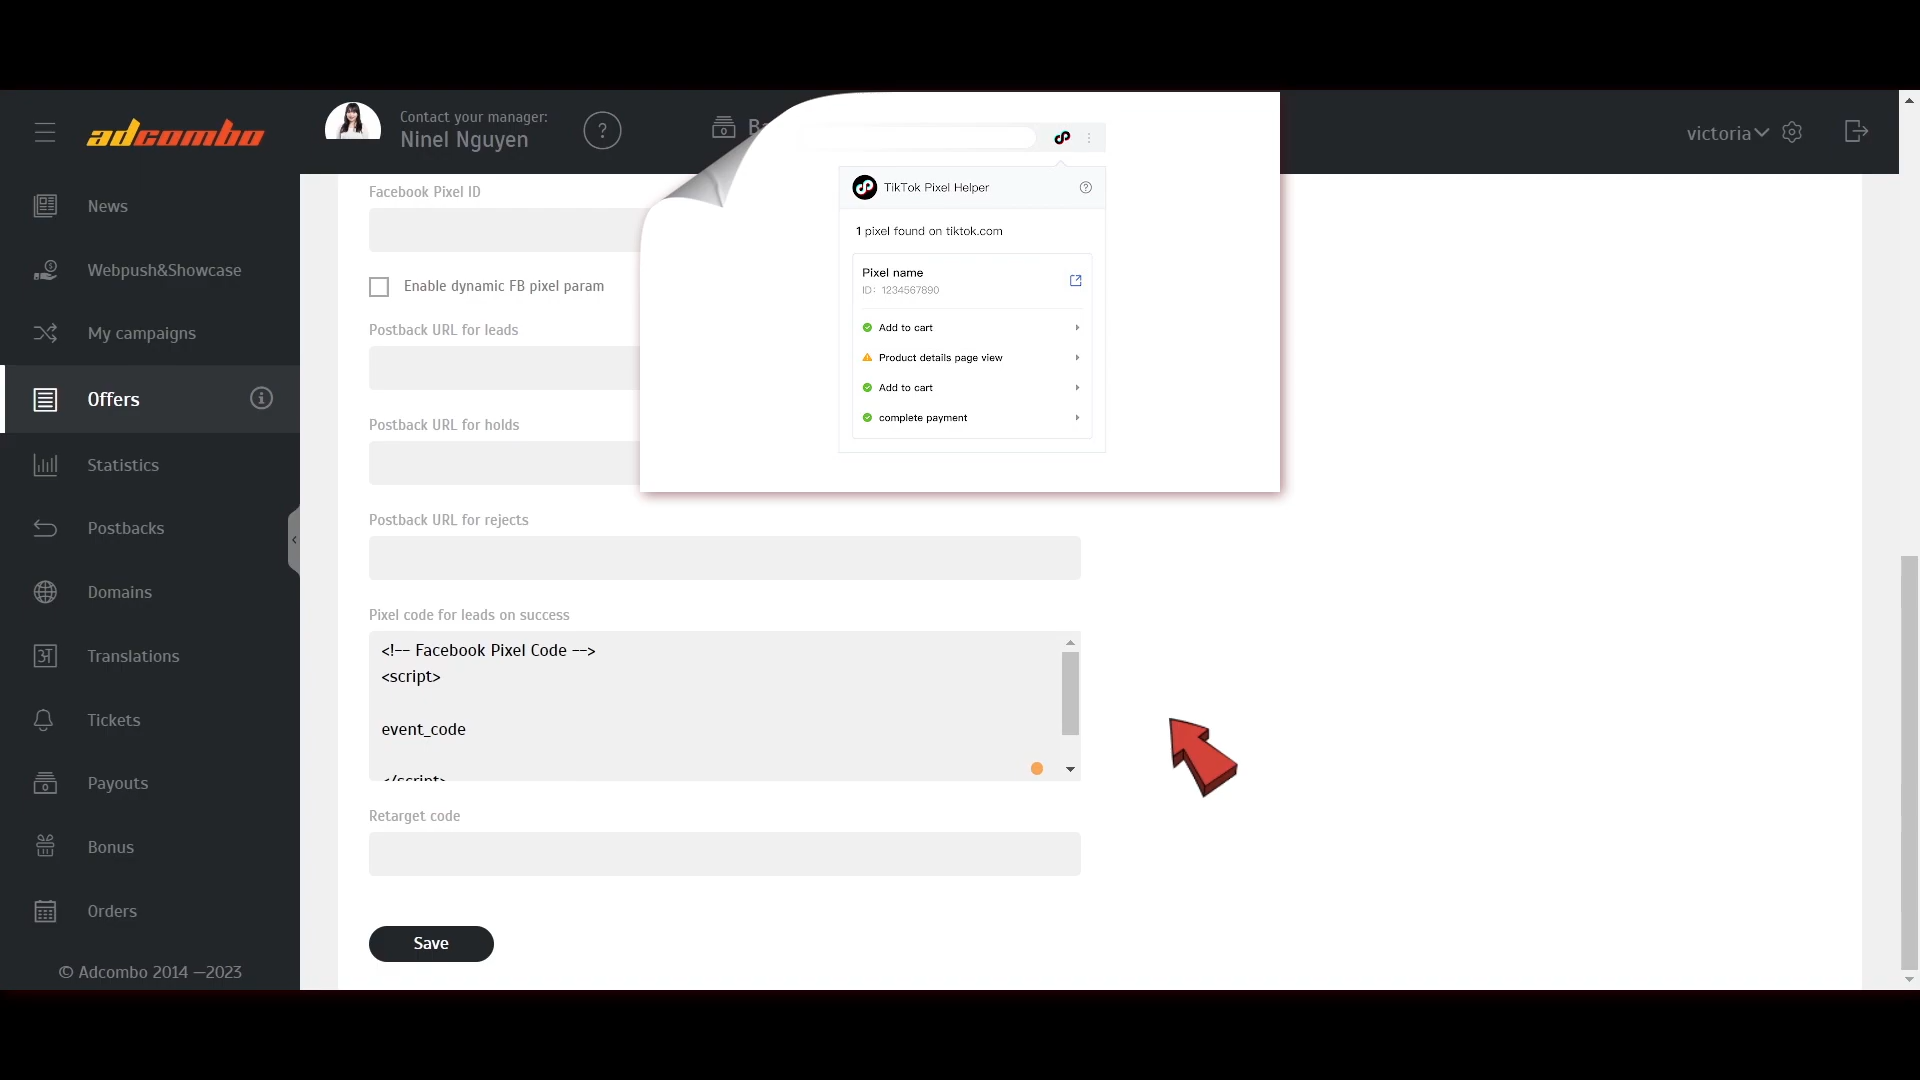 adcombo
Contact your manager:
Ninel Nguyen
?
victoria
News
Webpush&Showcase
My campaigns
Offers
Statistics
Postbacks
Domains
Translations
Tickets
Payouts
Bonus
Orders
© Adcombo 2014 —2023
Facebook Pixel ID
Enable dynamic FB pixel param
Postback URL for leads
Postback URL for holds
Postback URL for rejects
Pixel code for leads on success
<!-- Facebook Pixel Code -->
<script>
event_code
</script>
Retarget code
Save
TikTok Pixel Helper
1 pixel found on tiktok.com
Pixel name
ID: 1234567890
Add to cart
Product details page view
Add to cart
complete payment